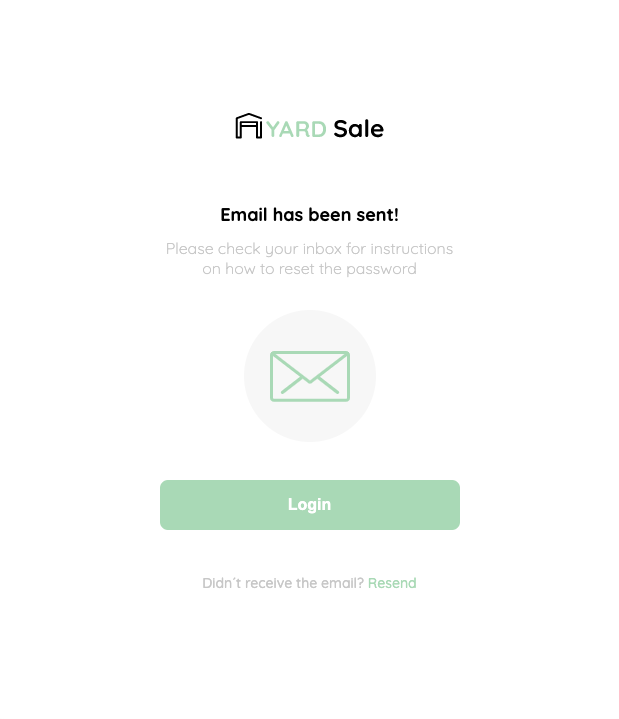 YARD Sale
Email has been sent!
Please check your inbox for instructions
on how to reset the password
Login
Didn´t receive the email? Resend